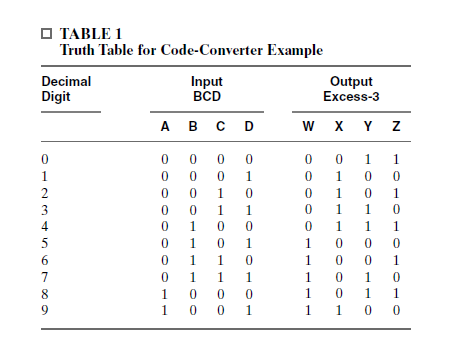 TABLE 1
Truth Table for Code-Converter Example
Decimal Digit Input BCD Output Excess-3
A B C D W X Y Z
0 0 0 0 0 0 0 1 1
1 0 0 0 1 0 1 0 0
2 0 0 1 0 0 1 0 1
3 0 0 1 1 0 1 1 0
4 0 1 0 0 0 1 1 1
5 0 1 0 1 1 0 0 0
6 0 1 1 0 1 0 0 1
7 0 1 1 1 1 0 1 0
8 1 0 0 0 1 0 1 1
9 1 0 0 1 1 1 0 0